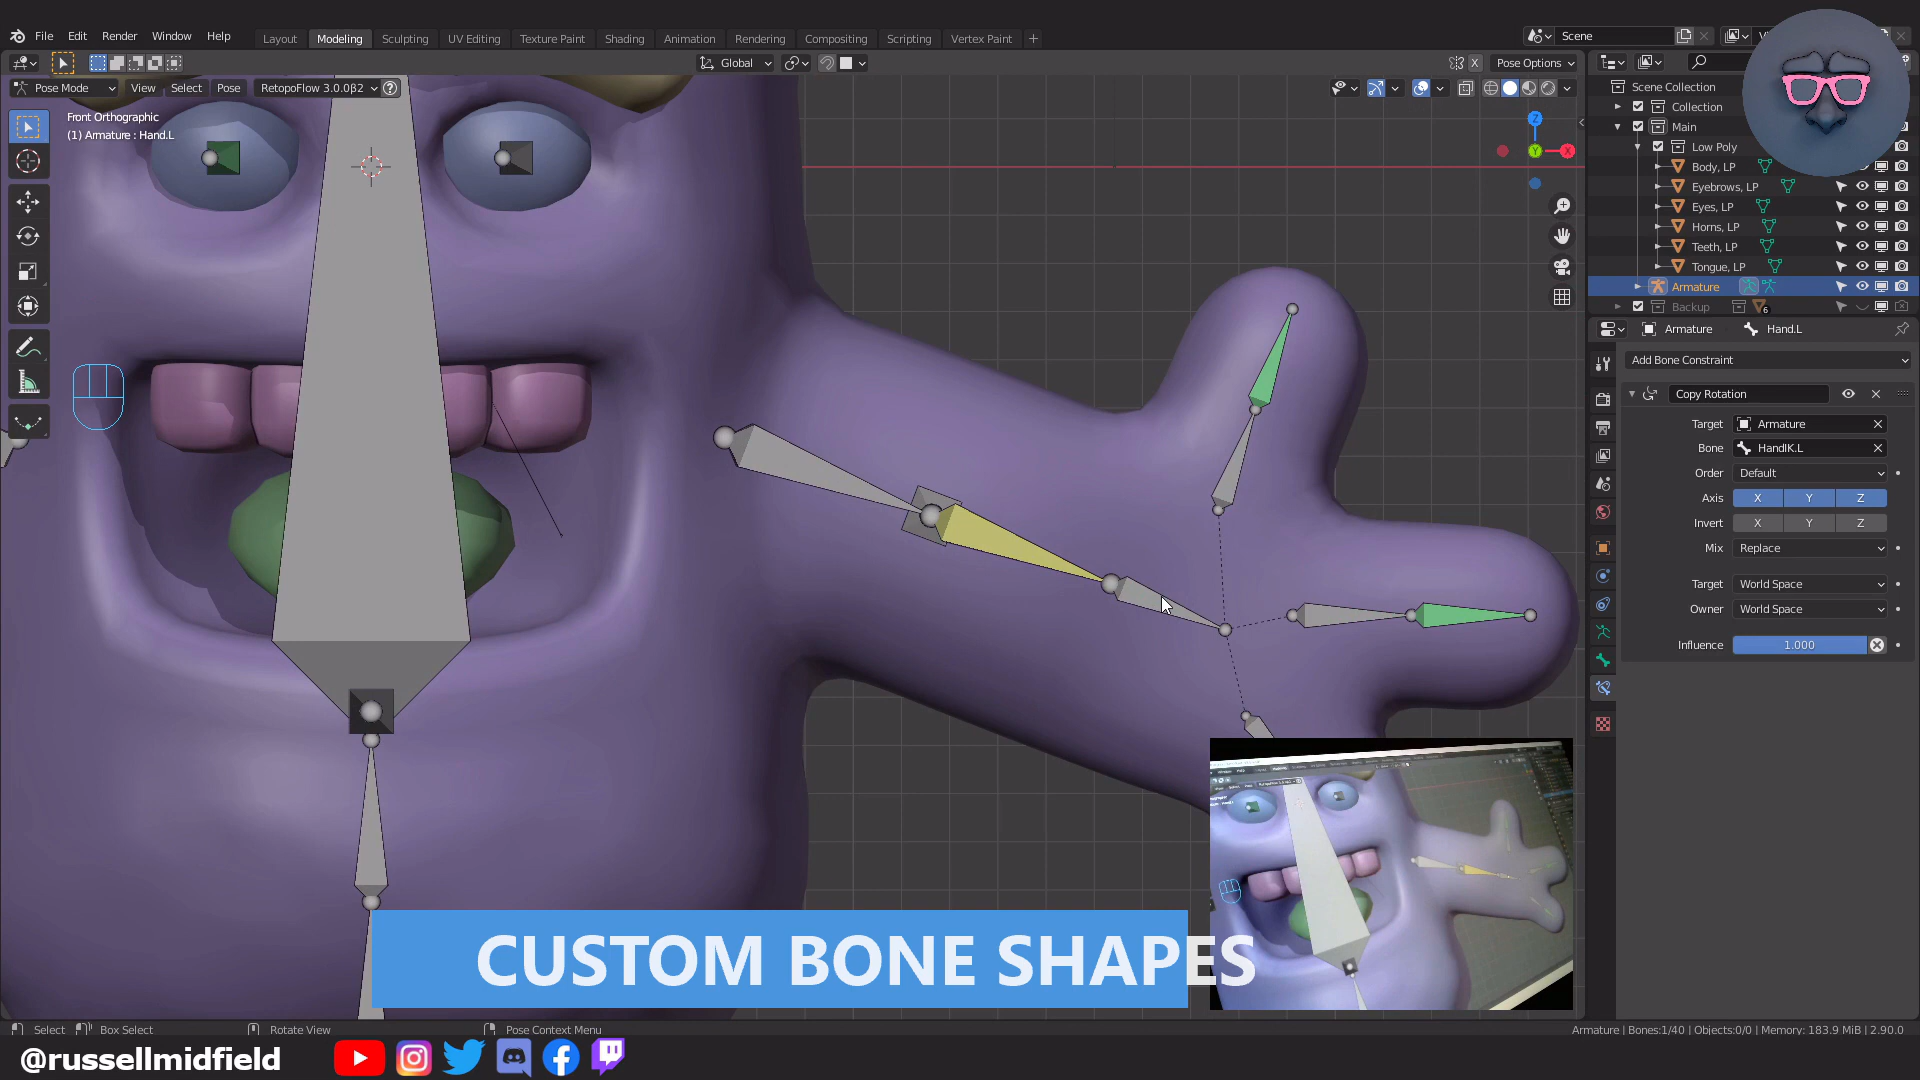 File Edit Render Window Help Layout Modeling Sculpting UV Editing Texture Paint Shading Animation Rendering Compositing Scripting Vertex Paint +
Scene
Global
X Pose Options
Pose Mode View Select Pose RetopoFlow 3.0.0β2 ?
Front Orthographic
(1) Armature : Hand.L
Z
Y
X
Scene Collection
Collection
Main
Low Poly
Body, LP
Eyebrows, LP
Eyes, LP
Horns, LP
Teeth, LP
Tongue, LP
Armature
Backup
6
Armature Hand.L
Add Bone Constraint
Copy Rotation
Target Armature
Bone HandIK.L
Order Default
Axis X Y Z
Invert X Y Z
Mix Replace
Target World Space
Owner World Space
Influence 1.000
CUSTOM BONE SHAPES
Select Box Select Rotate View Pose Context Menu
Armature | Bones:1/40 | Objects:0/0 | Memory: 183.9 MiB | 2.90.0
@russellmidfield